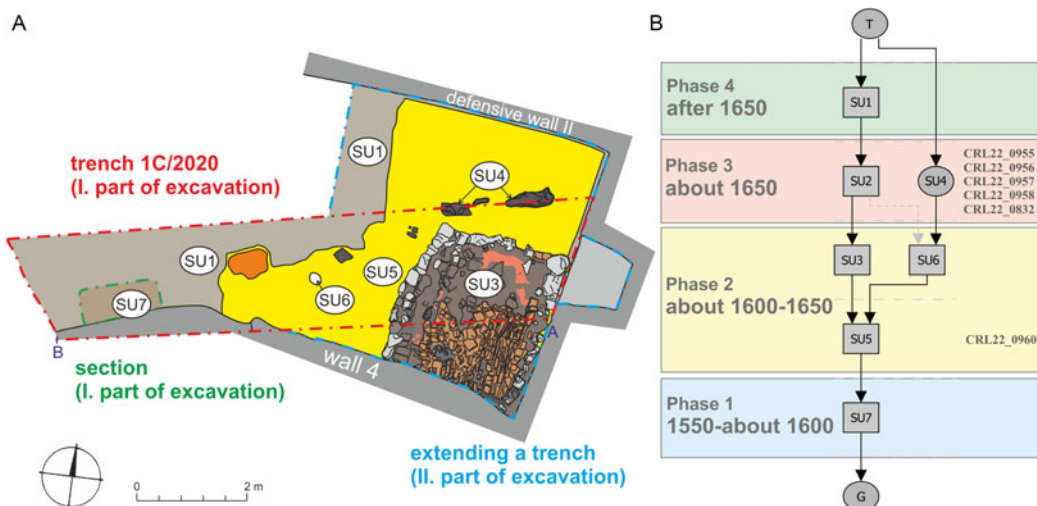 A
defensive wall II
SU1
SU4
trench 1C/2020
(I. part of excavation)
SU1
SU5
SU3
SU6
SU7
A
B
section
(I. part of excavation)
wall 4
extending a trench
(II. part of excavation)
0 2 m
B
T
Phase 4
after 1650
SU1
Phase 3
about 1650
SU2
SU4
CRL22_0955
CRL22_0956
CRL22_0957
CRL22_0958
CRL22_0832
Phase 2
about 1600-1650
SU3
SU6
SU5
CRL22_0960
Phase 1
1550-about 1600
SU7
G